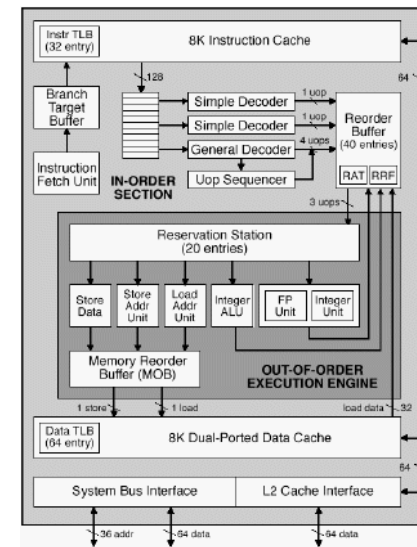 Instr TLB
(32 entry)
8K Instruction Cache
128
64
Branch
Target
Buffer
Instruction
Fetch Unit
IN-ORDER
SECTION
Simple Decoder
1 uop
Simple Decoder
1 uop
General Decoder
4 uops
Uop Sequencer
Reorder
Buffer
(40 entries)
RAT
RRF
3 uops
Reservation Station
(20 entries)
Store
Data
Store
Addr
Unit
Load
Addr
Unit
Integer
ALU
FP
Unit
Integer
Unit
Memory Reorder
Buffer (MOB)
OUT-OF-ORDER
EXECUTION ENGINE
1 store
1 load
load data
32
Data TLB
(64 entry)
8K Dual-Ported Data Cache
64
System Bus Interface
L2 Cache Interface
36 addr
64 data
64 data